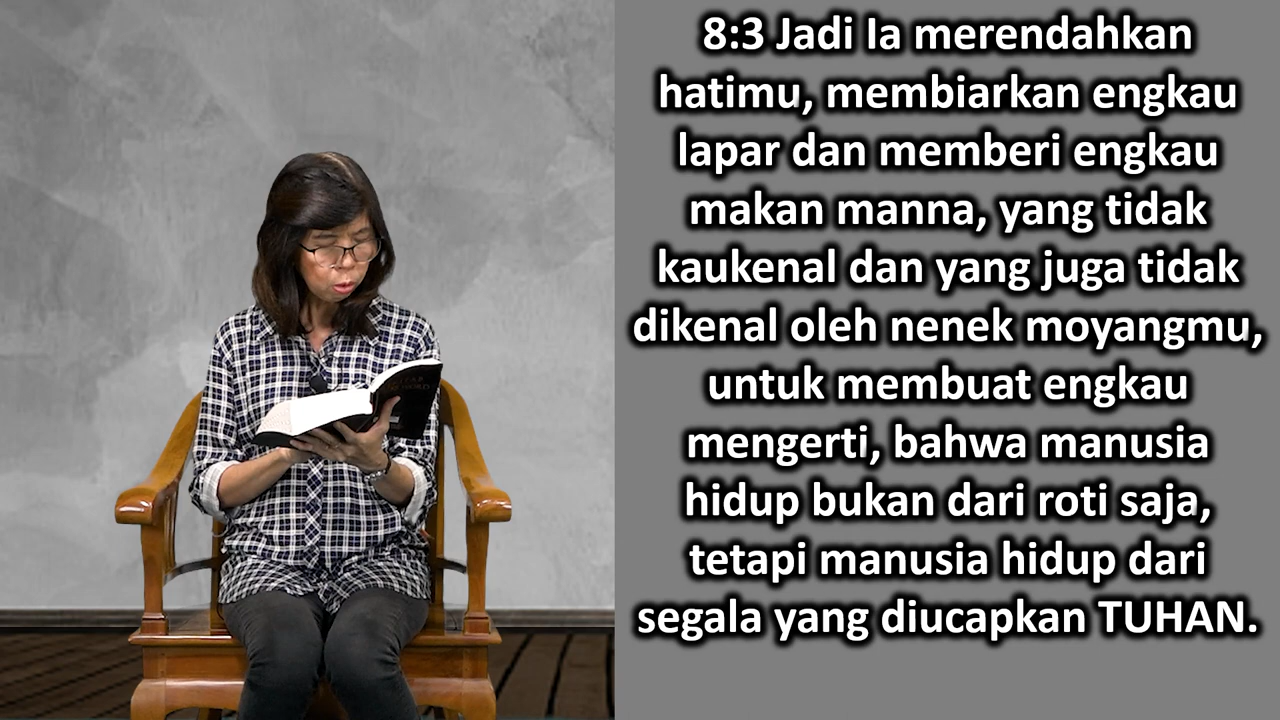 8:3 Jadi Ia merendahkan
hatimu, membiarkan engkau
lapar dan memberi engkau
makan manna, yang tidak
kaukenal dan yang juga tidak
dikenal oleh nenek moyangmu,
untuk membuat engkau
mengerti, bahwa manusia
hidup bukan dari roti saja,
tetapi manusia hidup dari
segala yang diucapkan TUHAN.